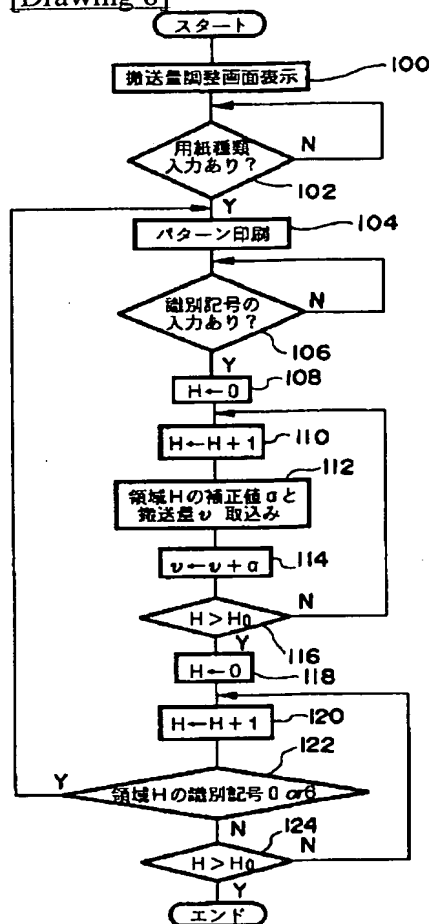 [Drawing 6]
スタート
搬送量調整画面表示
100
用紙種類
入力あり?
N
102
Y
パターン印刷
104
識別記号の
入力あり?
N
106
Y
H←0
108
H←H+1
110
112
領域Hの補正値αと
搬送量υ 取込み
υ←υ+α
114
H>H0
N
116
Y
H←0
118
H←H+1
120
122
Y
領域Hの識別記号0 or6
N
124
H>H0
N
Y
エンド